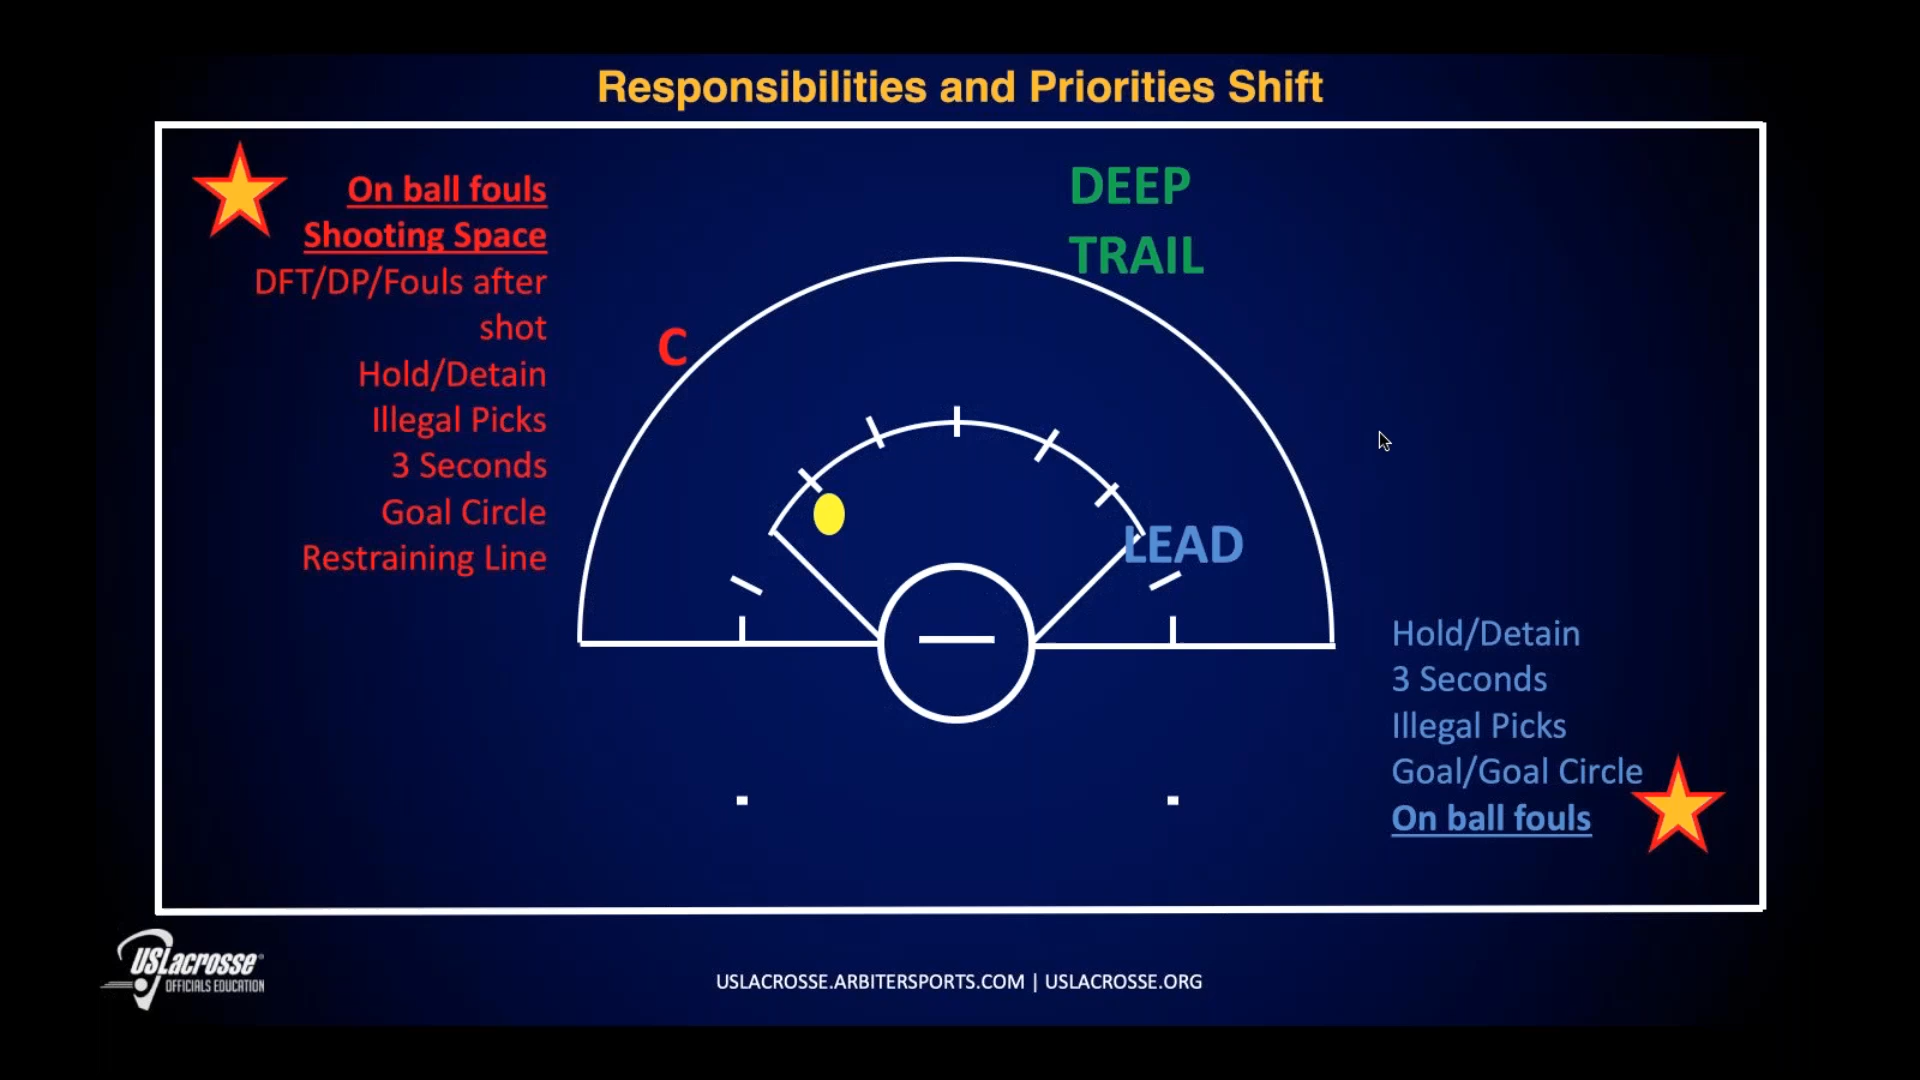 Responsibilities and Priorities Shift
On ball fouls
Shooting Space
DFT/DP/Fouls after
shot
Hold/Detain
Illegal Picks
3 Seconds
Goal Circle
Restraining Line
DEEP
TRAIL
C
LEAD
Hold/Detain
3 Seconds
Illegal Picks
Goal/Goal Circle
On ball fouls
USLacrosse
OFFICIALS EDUCATION
USLACROSSE.ARBITERSPORTS.COM | USLACROSSE.ORG